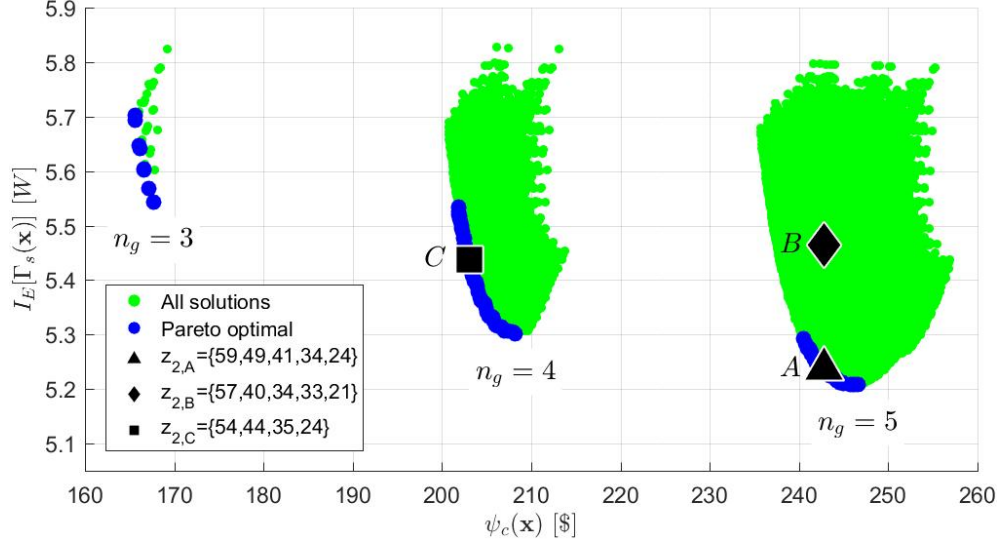 5.9
5.8
5.7
5.6
5.5
5.4
5.3
5.2
5.1
I_E[Γ_s(𝐱)] [W]
n_g = 3
C
B
A
n_g = 4
n_g = 5
All solutions
Pareto optimal
z_{2,A}={59,49,41,34,24}
z_{2,B}={57,40,34,33,21}
z_{2,C}={54,44,35,24}
160 170 180 190 200 210 220 230 240 250 260
ψ_c(𝐱) [$]